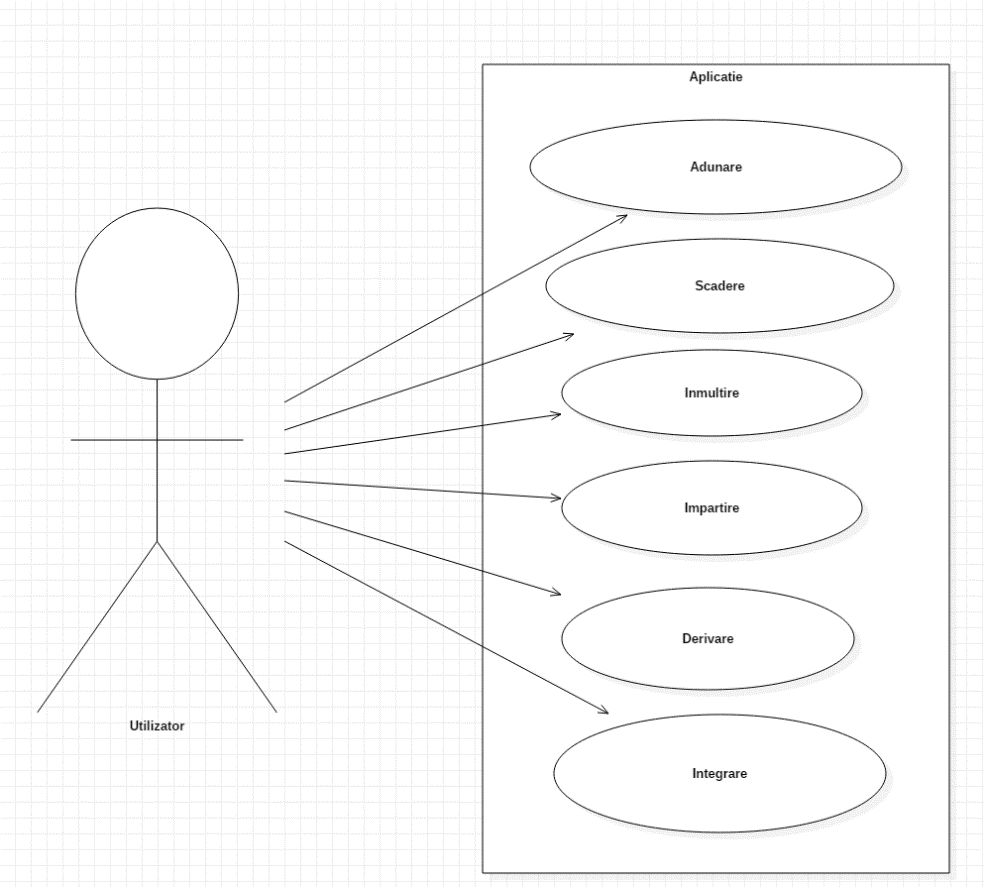 Aplicatie
Adunare
Scadere
Inmultire
Impartire
Derivare
Integrare
Utilizator